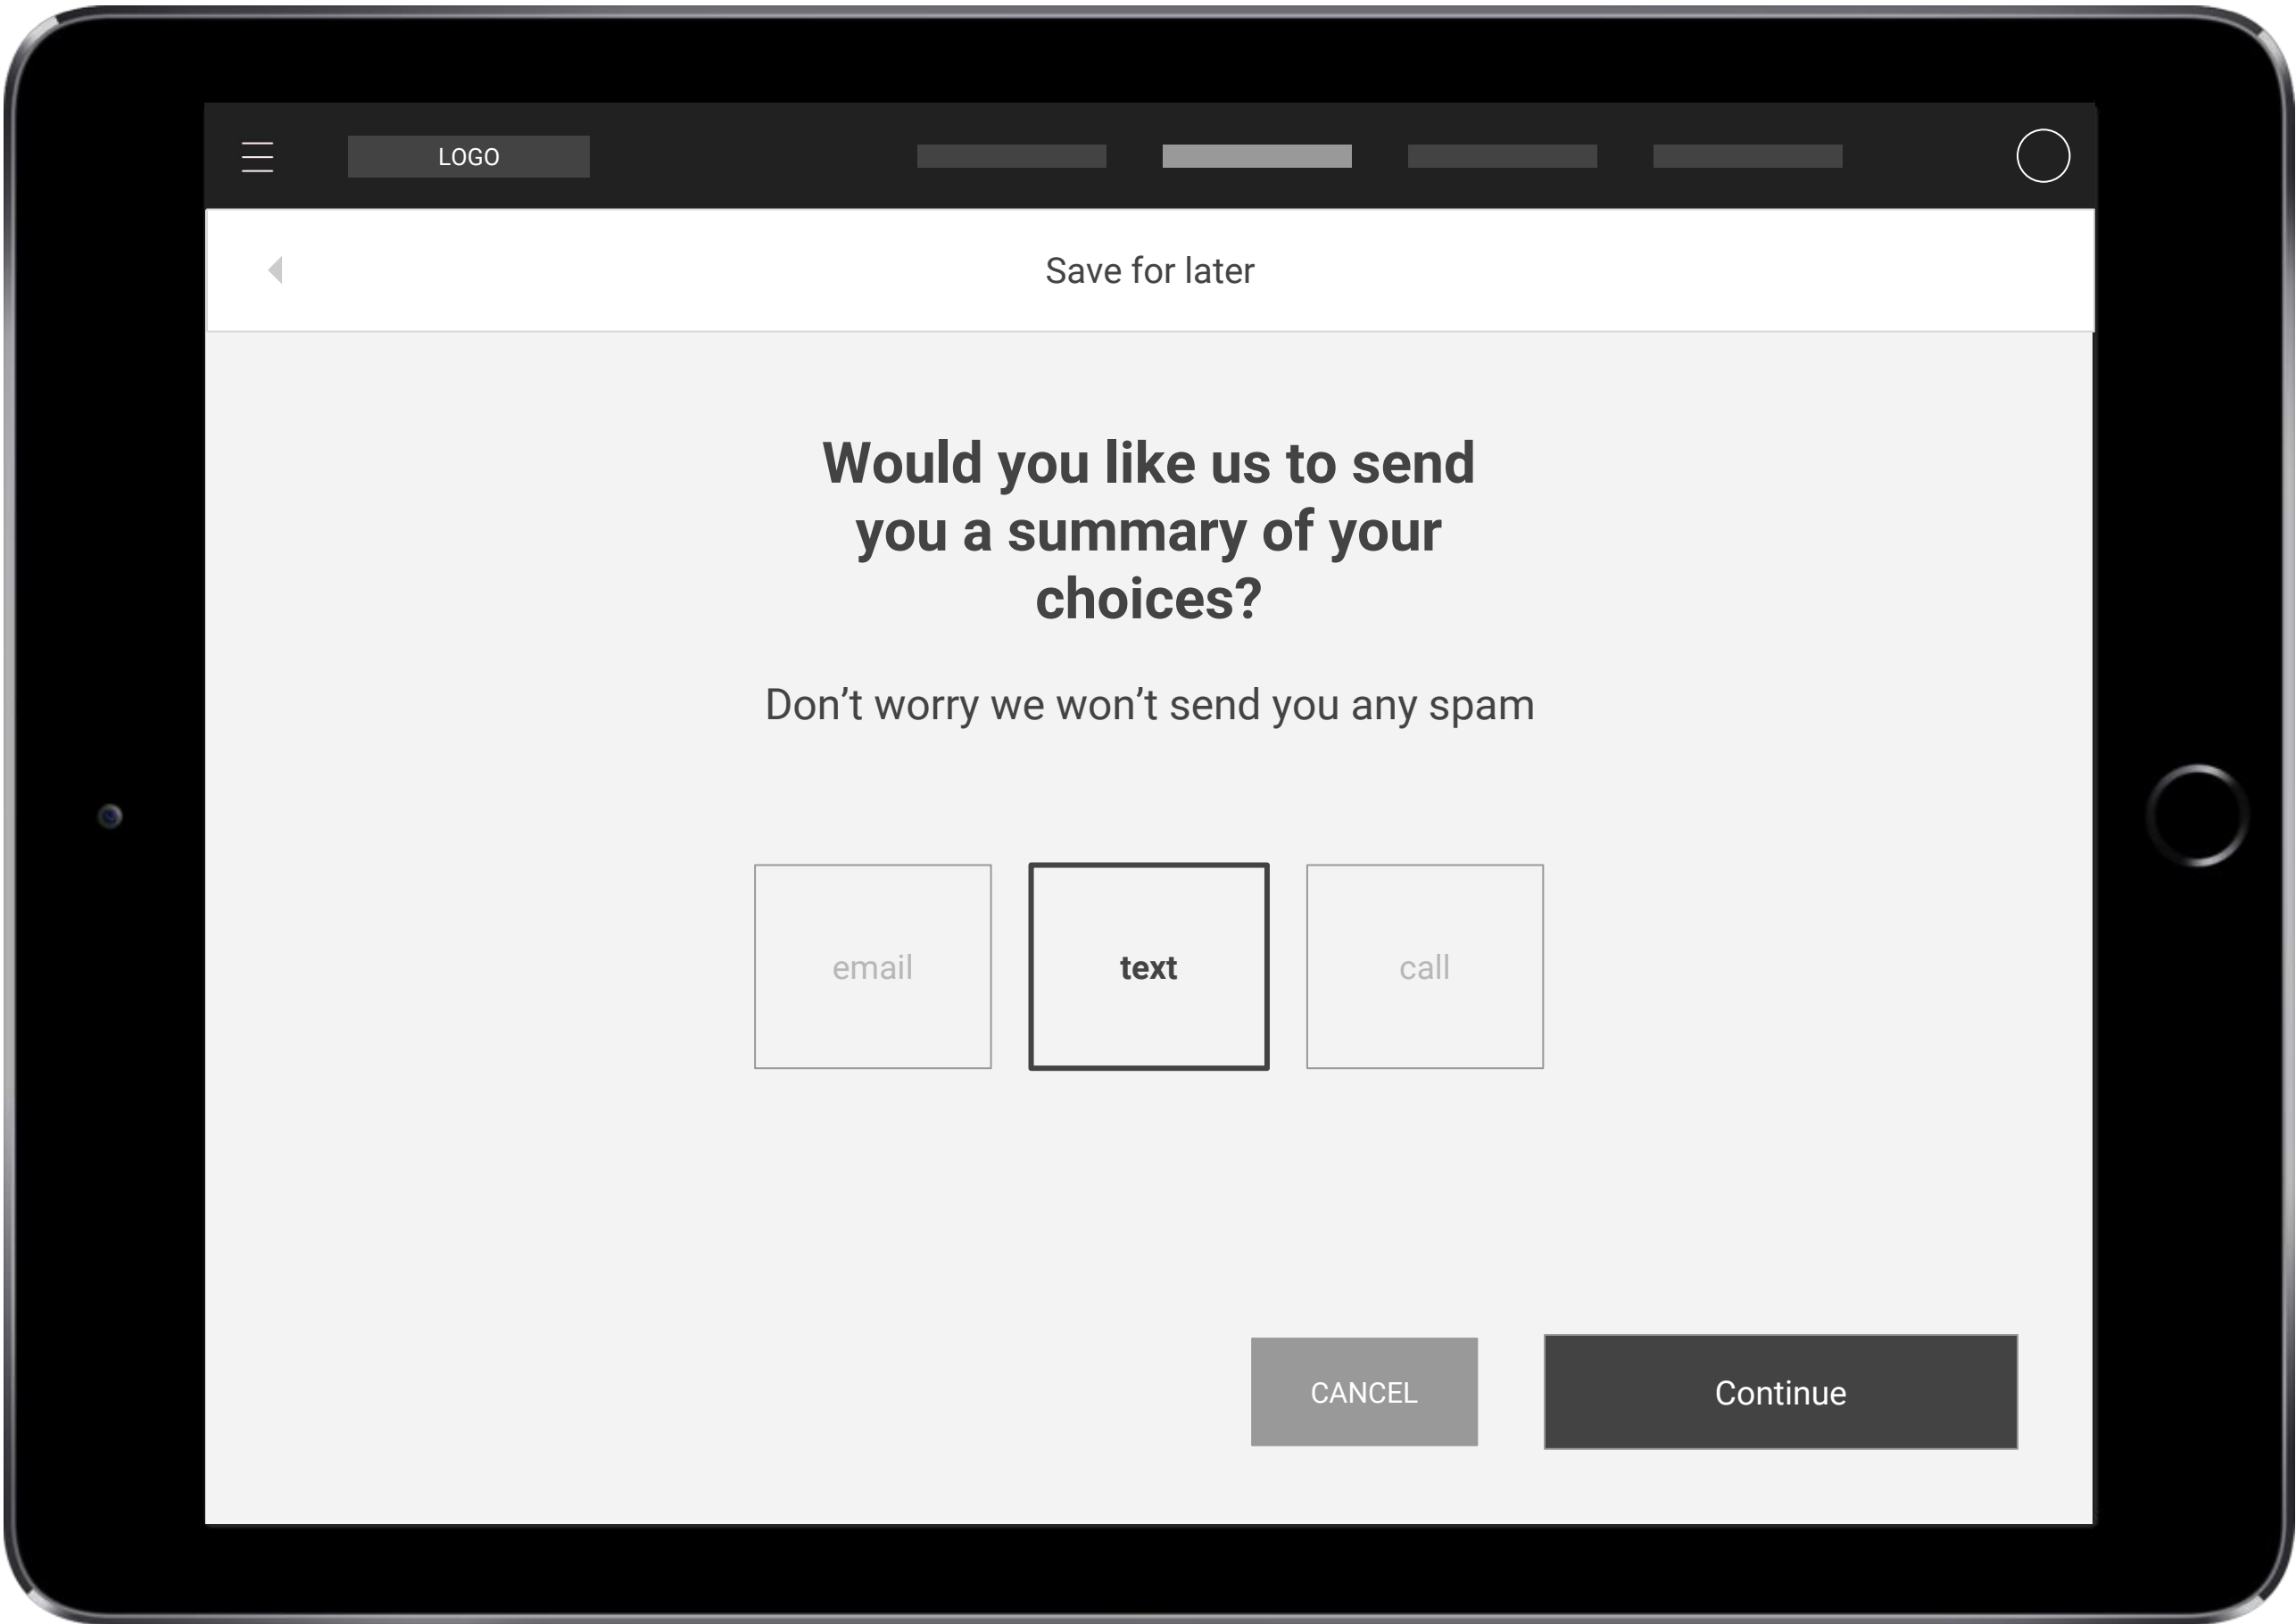 LOGO
Save for later
Would you like us to send
you a summary of your
choices?
Don’t worry we won’t send you any spam
email
text
call
CANCEL
Continue